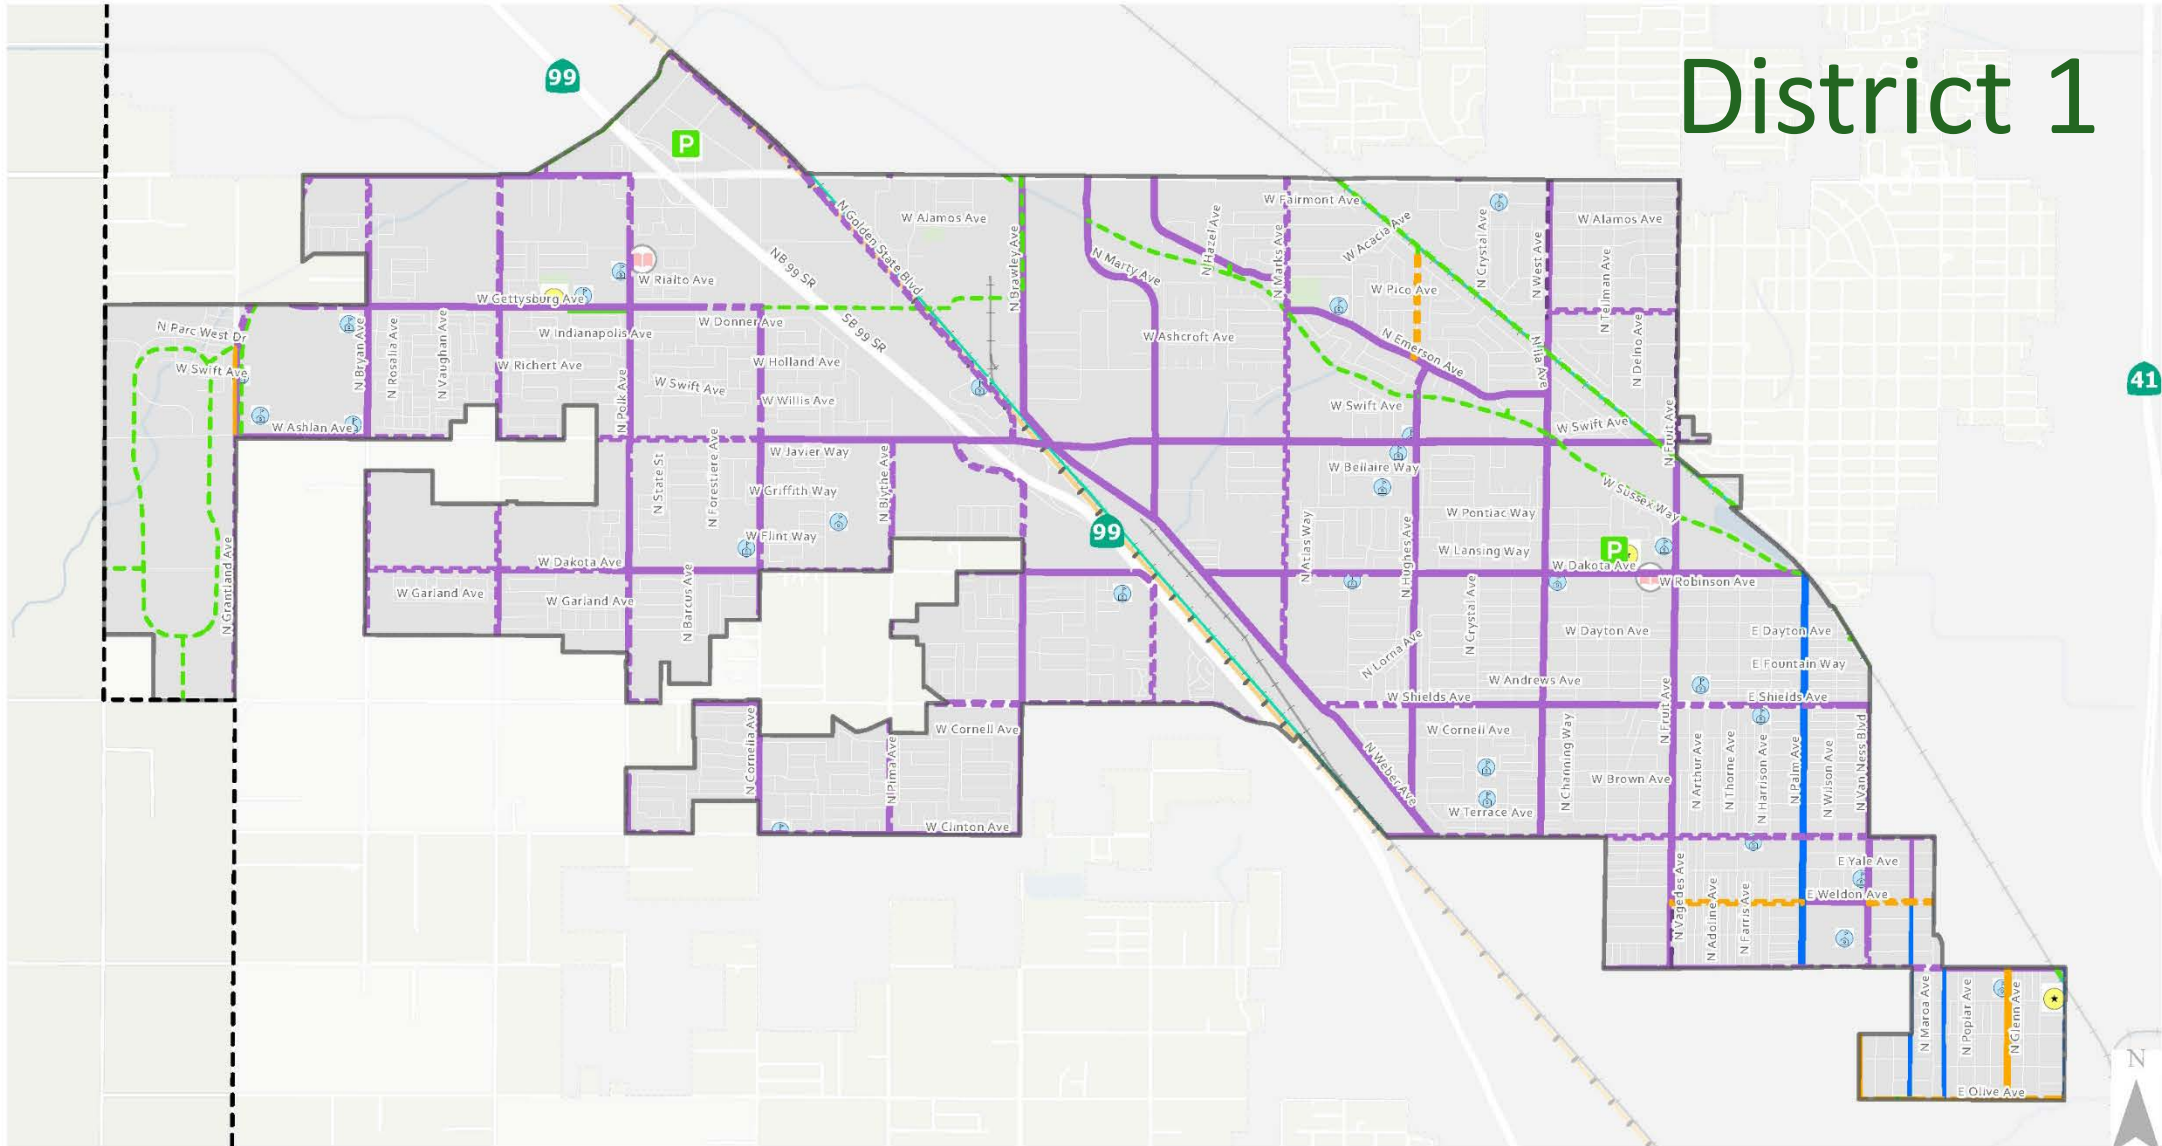 District 1
99
P
W Fairmont Ave
W Alamos Ave
W Alamos Ave
N Golden State Blvd
N Brawley Ave
N Hazel Ave
N Marks Ave
W Acacia Ave
N Crystal Ave
N West Ave
N Teilman Ave
NB 99 SR
W Rialto Ave
N Marty Ave
W Pico Ave
W Gettysburg Ave
W Donner Ave
SB 99 SR
N Parc West Dr
W Indianapolis Ave
W Ashcroft Ave
N Emerson Ave
N Delno Ave
N Bryan Ave
N Rosalia Ave
N Vaughan Ave
W Richert Ave
W Holland Ave
W Swift Ave
W Swift Ave
N Polk Ave
W Willis Ave
W Swift Ave
W Swift Ave
41
W Ashlan Ave
N Fruit Ave
N State St
N Forestiere Ave
W Javier Way
N Blythe Ave
W Griffith Way
W Bellaire Way
W Sussex Way
W Pontiac Way
99
W Flint Way
N Atlas Way
N Hughes Ave
W Lansing Way
P
W Dakota Ave
W Dakota Ave
W Robinson Ave
N Grantland Ave
W Garland Ave
W Garland Ave
N Barcus Ave
N Crystal Ave
W Dayton Ave
E Dayton Ave
N Lorna Ave
E Fountain Way
W Andrews Ave
W Shields Ave
E Shields Ave
N Fruit Ave
N Cornelia Ave
N Pima Ave
W Cornell Ave
W Cornell Ave
N Weber Ave
N Channing Way
W Brown Ave
N Arthur Ave
N Thorne Ave
N Harrison Ave
N Palm Ave
N Wilson Ave
N Van Ness Blvd
W Terrace Ave
W Clinton Ave
E Yale Ave
N Vagedes Ave
N Adoline Ave
N Farris Ave
E Weldon Ave
N Maroa Ave
N Poplar Ave
N Glenn Ave
E Olive Ave
N